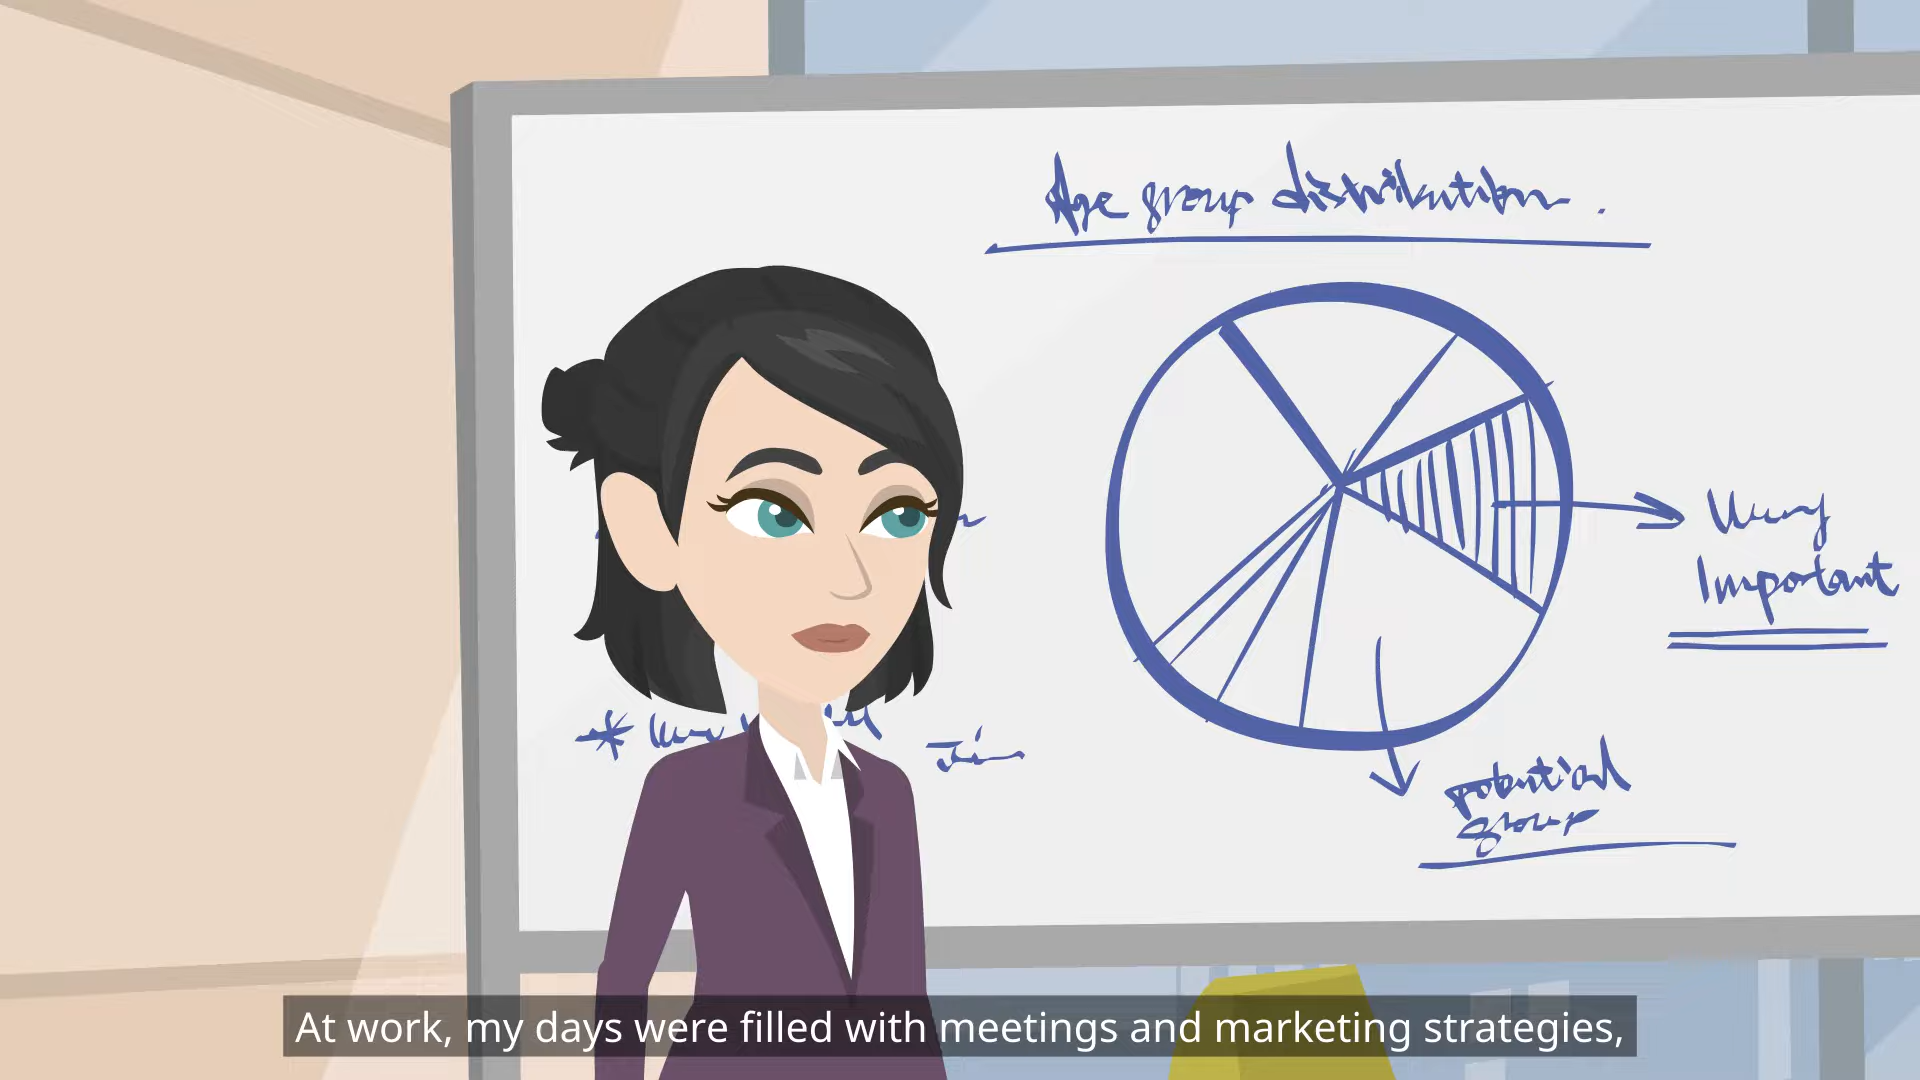 Age group distribution.
Very
Important
potential
group
At work, my days were filled with meetings and marketing strategies,